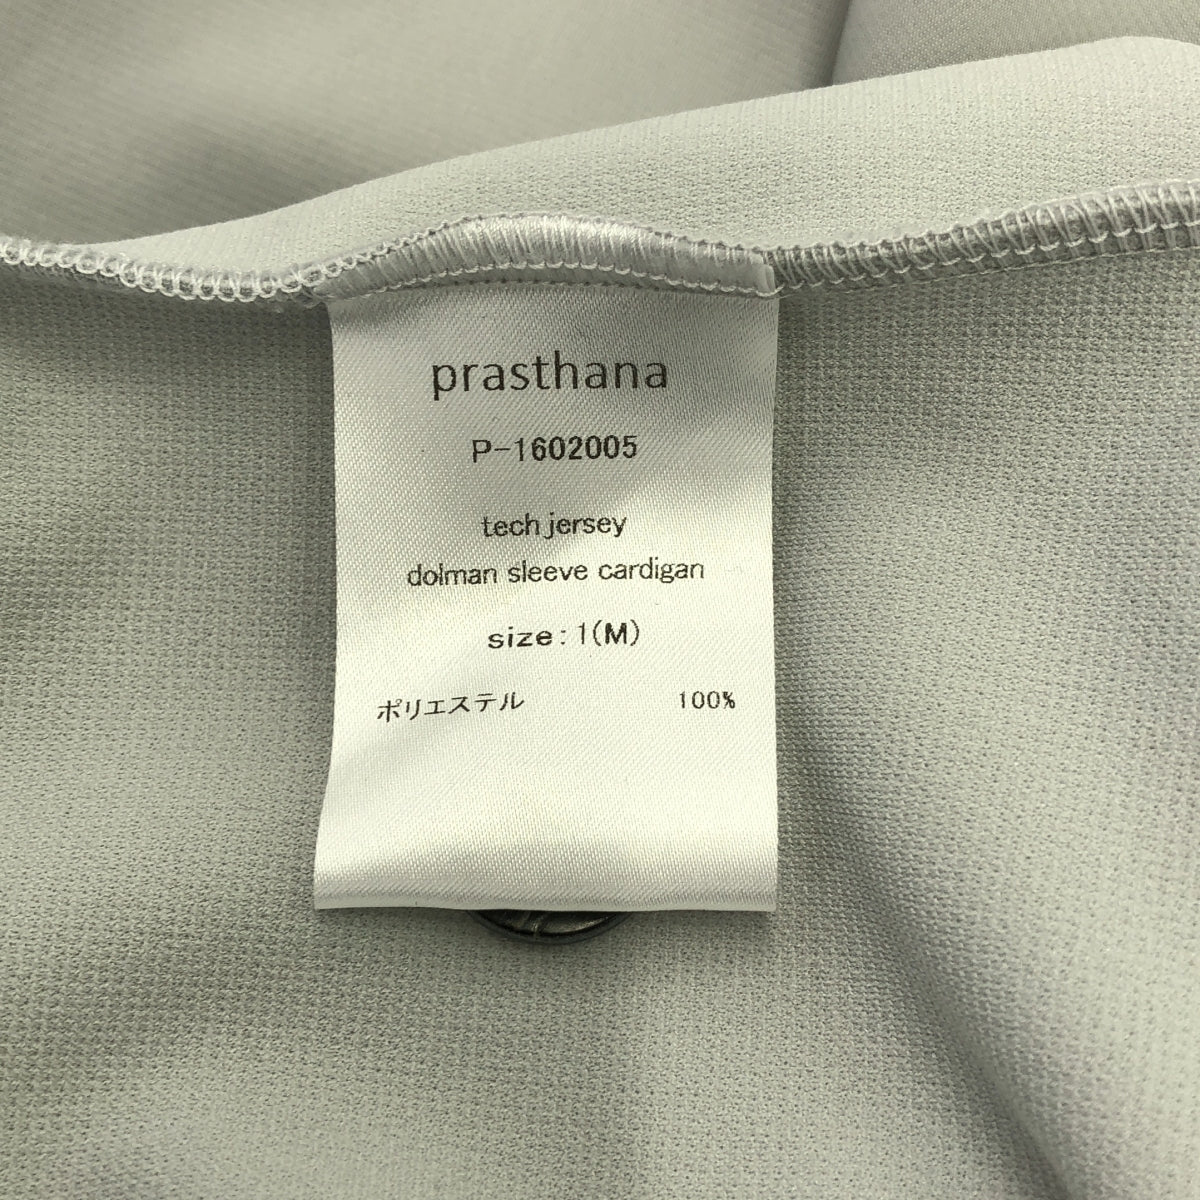 prasthana
P-1602005
tech jersey
dolman sleeve cardigan
size: 1(M)
ポリエステル 100%